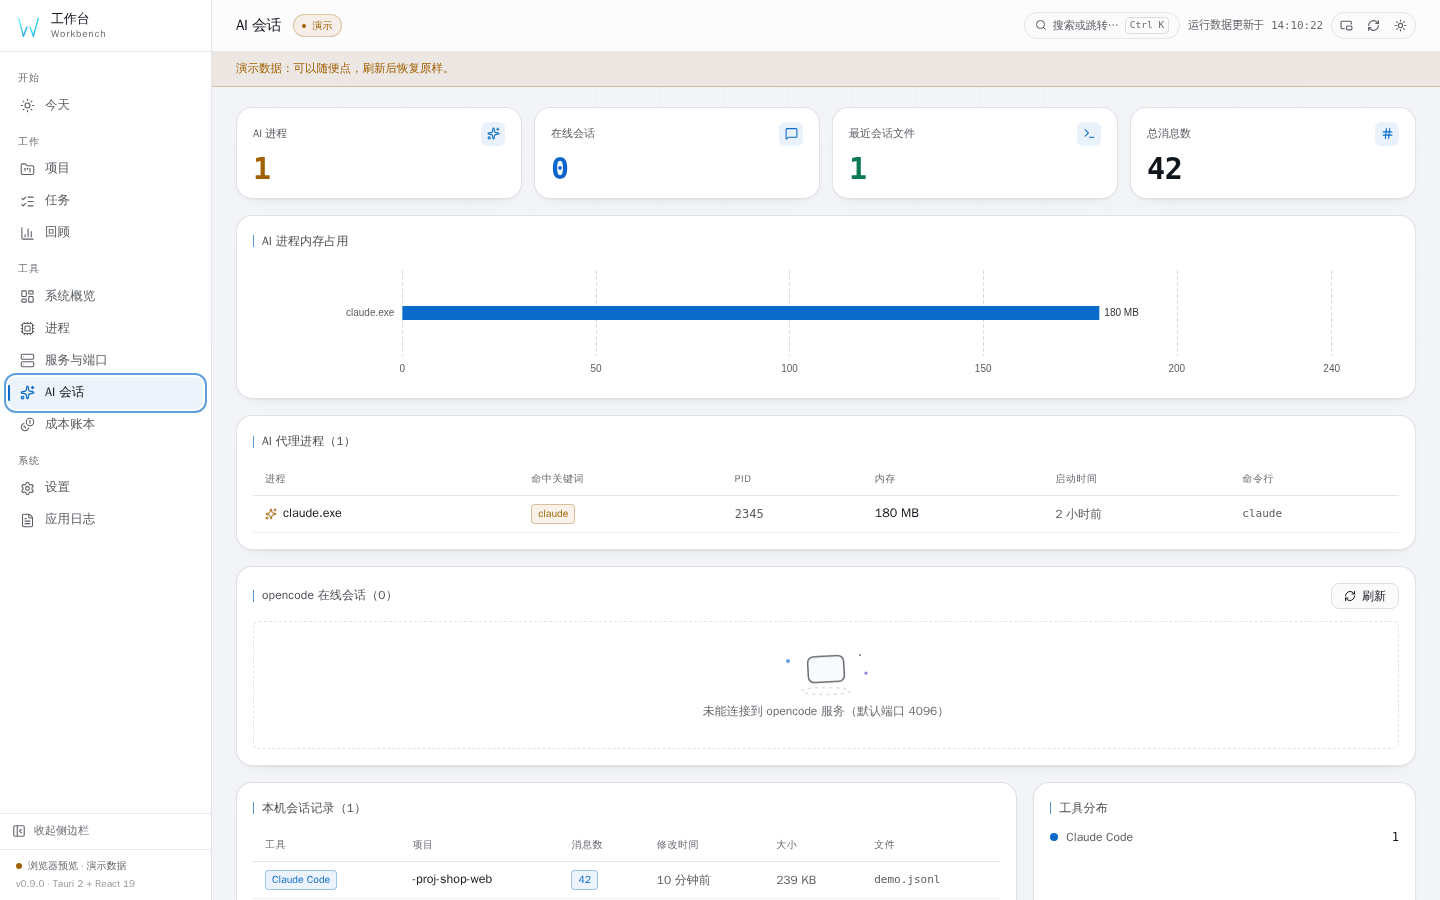 工作台
Workbench
AI 会话
演示
搜索或跳转… Ctrl K
运行数据更新于 14:10:22
演示数据：可以随便点，刷新后恢复原样。
开始
今天
工作
项目
任务
回顾
工具
系统概览
进程
服务与端口
AI 会话
成本账本
系统
设置
应用日志
收起侧边栏
浏览器预览 · 演示数据
v0.9.0 · Tauri 2 + React 19
AI 进程
1
在线会话
0
最近会话文件
1
总消息数
42
AI 进程内存占用
claude.exe
180 MB
0 50 100 150 200 240
AI 代理进程（1）
进程 命中关键词 PID 内存 启动时间 命令行
claude.exe claude 2345 180 MB 2 小时前 claude
opencode 在线会话（0）
刷新
未能连接到 opencode 服务（默认端口 4096）
本机会话记录（1）
工具 项目 消息数 修改时间 大小 文件
Claude Code -proj-shop-web 42 10 分钟前 239 KB demo.jsonl
工具分布
Claude Code 1